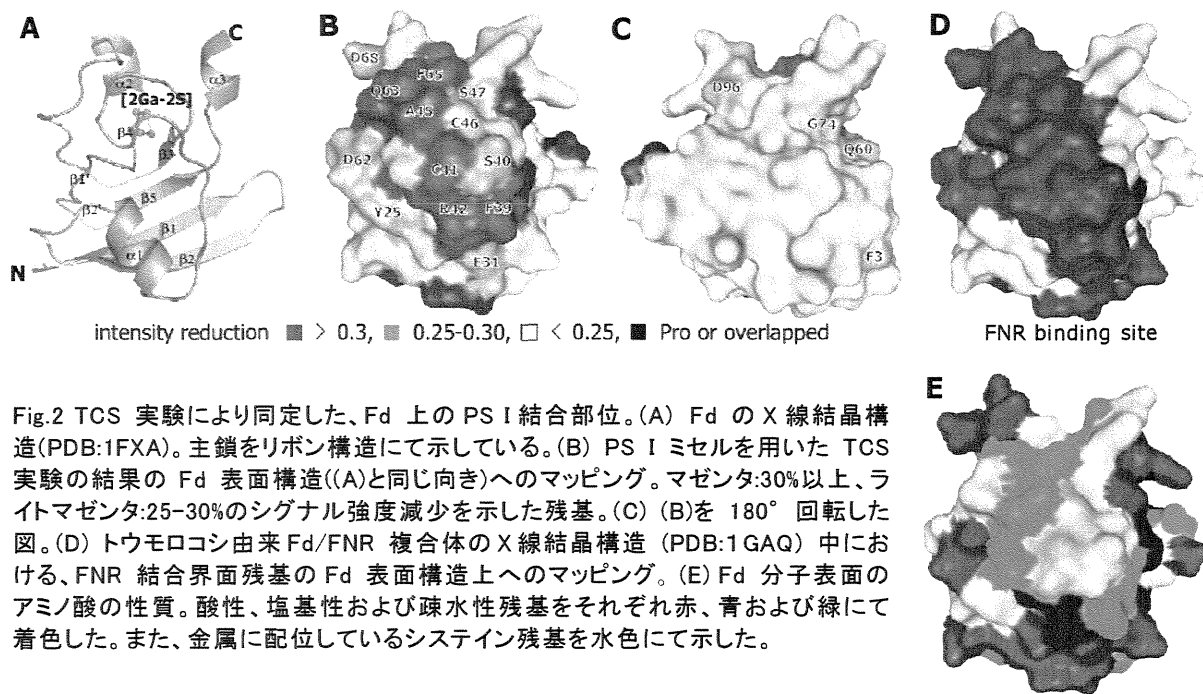 A
B
C
D
C
α2
α3
[2Ga-2S]
β4
β3
β1'
β5
β2'
β1
α1
β2
N
D68
F65
Q63
S47
A45
C46
D62
C41
S40
Y25
R42
F39
E31
D96
G74
Q60
F3
intensity reduction > 0.3, 0.25-0.30, < 0.25, Pro or overlapped
FNR binding site
E
Fig.2 TCS 実験により同定した、Fd 上の PS I 結合部位。(A) Fd の X 線結晶構
造(PDB:1FXA)。主鎖をリボン構造にて示している。(B) PS I ミセルを用いた TCS
実験の結果の Fd 表面構造((A)と同じ向き)へのマッピング。マゼンタ:30%以上、ラ
イトマゼンタ:25-30%のシグナル強度減少を示した残基。(C) (B)を 180° 回転した
図。(D) トウモロコシ由来 Fd/FNR 複合体の X 線結晶構造 (PDB:1GAQ) 中にお
ける、FNR 結合界面残基の Fd 表面構造上へのマッピング。(E) Fd 分子表面の
アミノ酸の性質。酸性、塩基性および疎水性残基をそれぞれ赤、青および緑にて
着色した。また、金属に配位しているシステイン残基を水色にて示した。